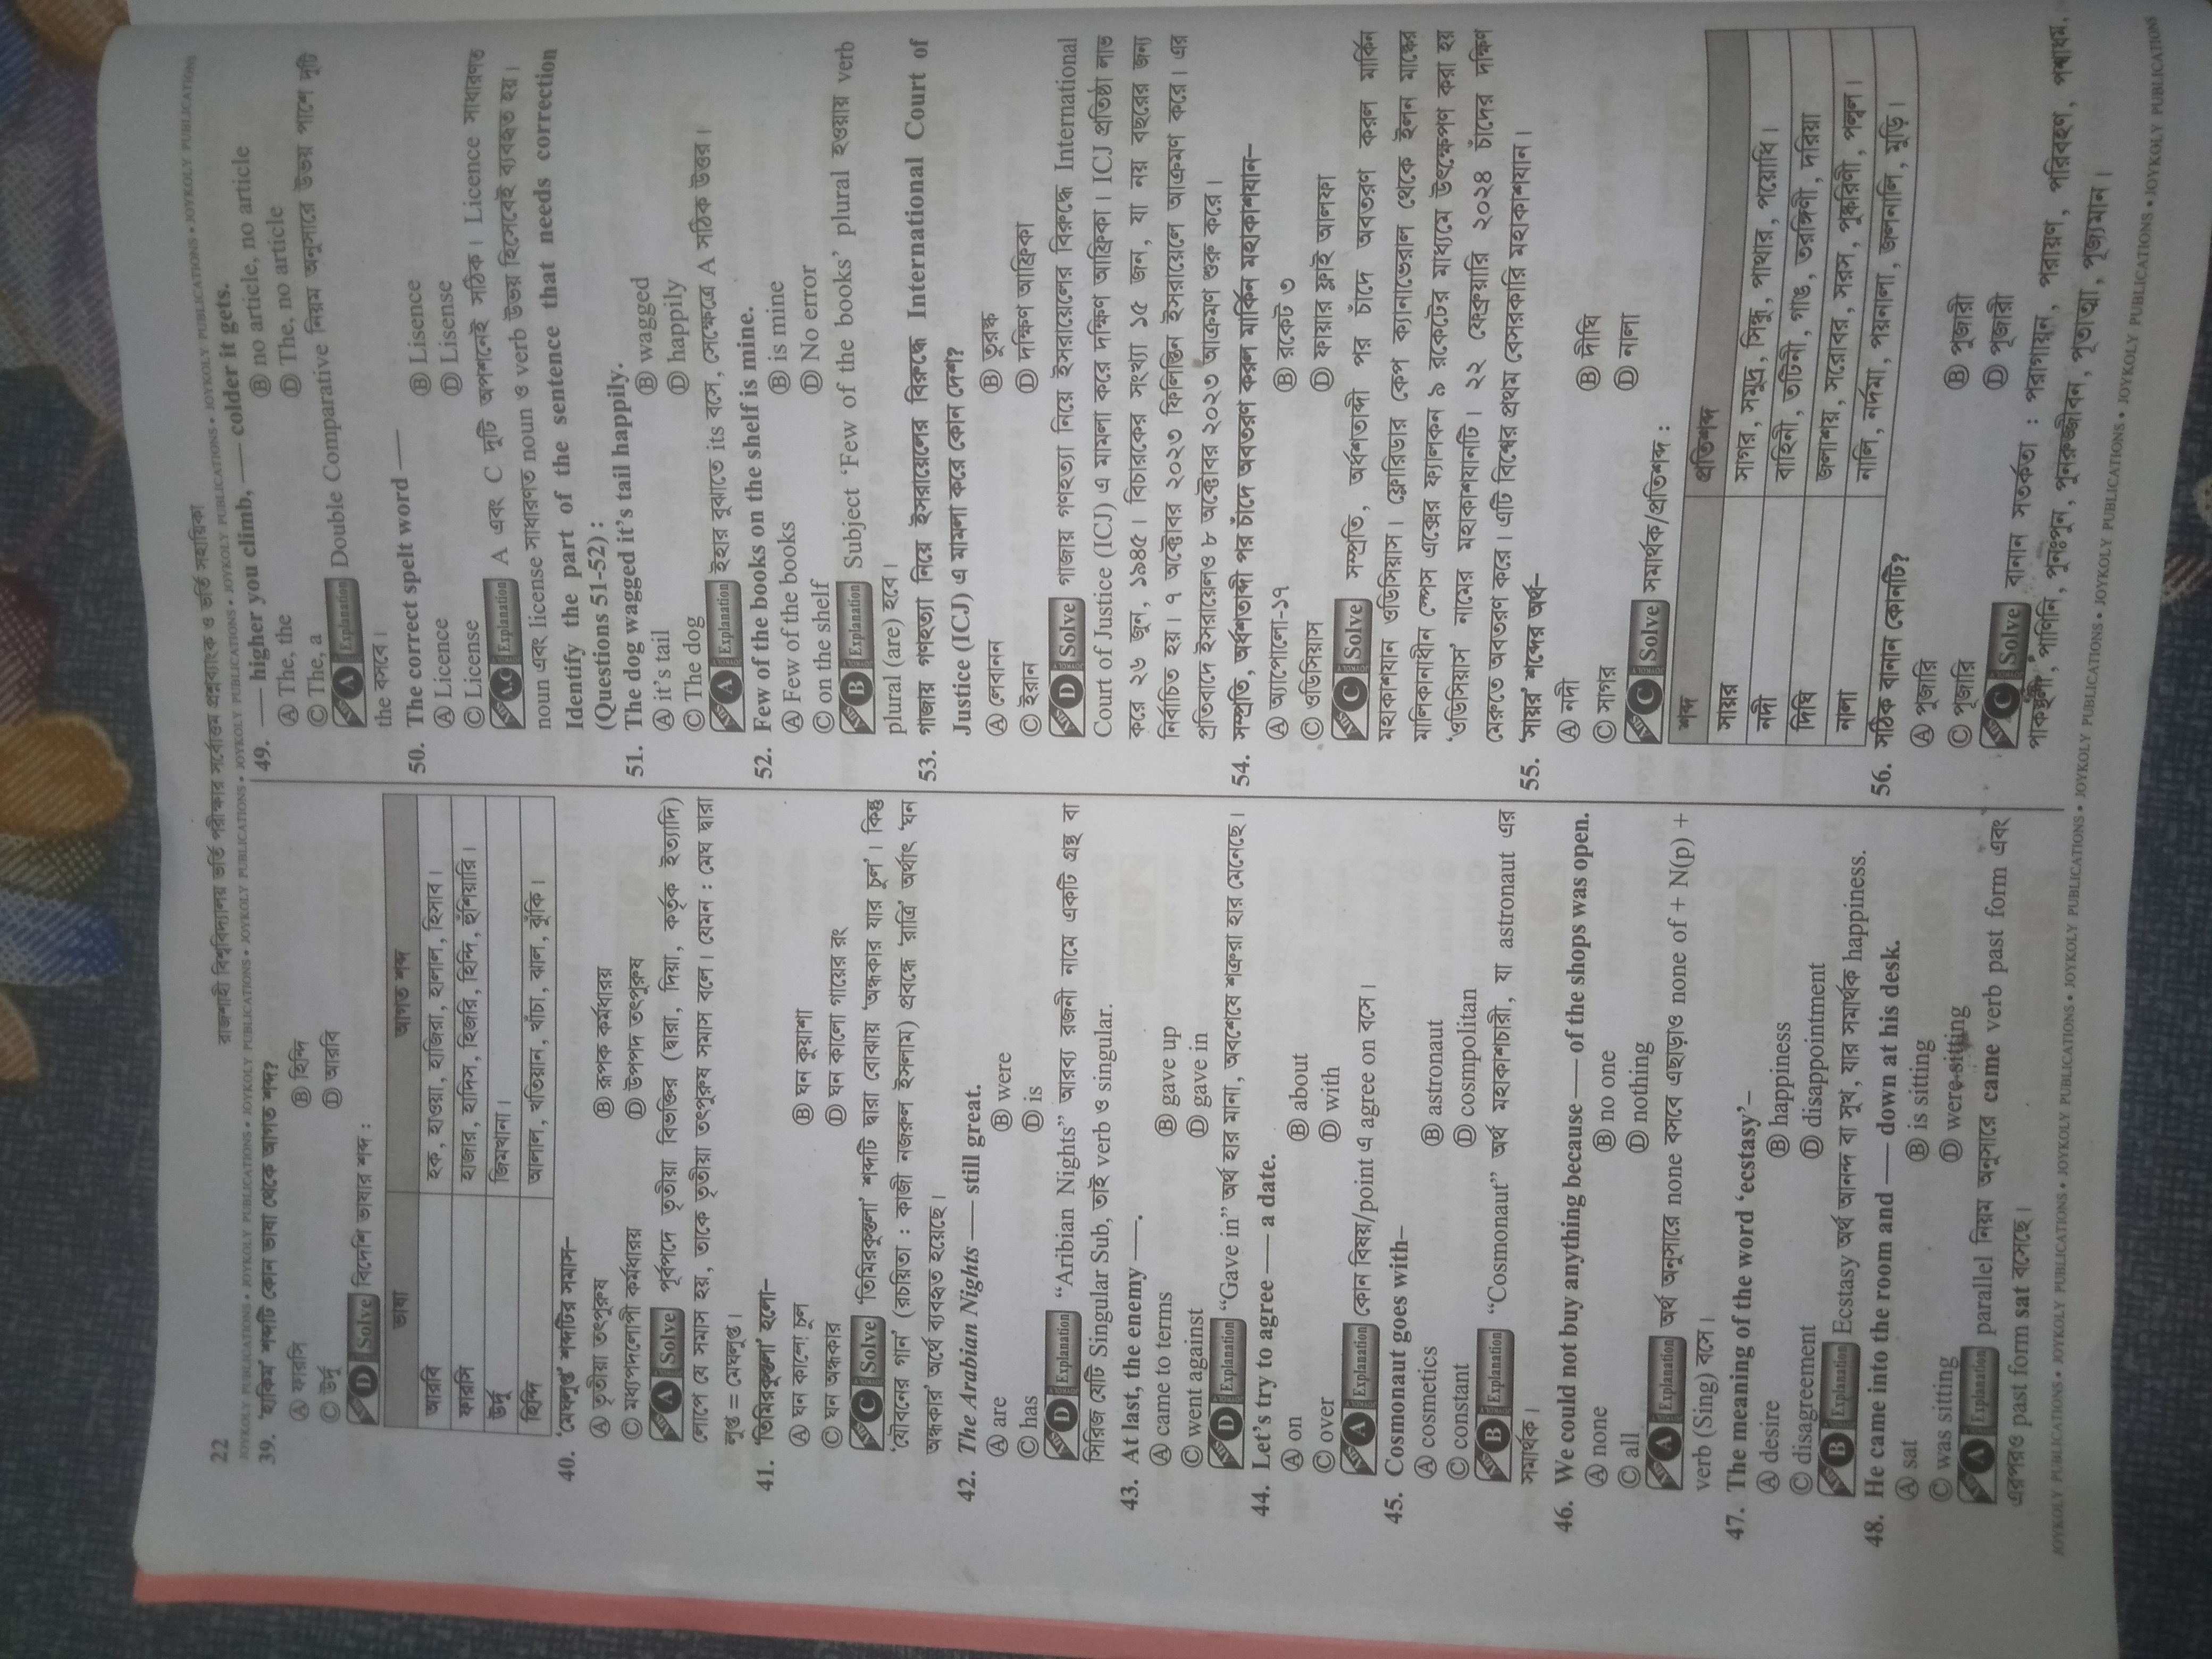 22
রাজশাহী বিশ্ববিদ্যালয় ভর্তি পরীক্ষার সর্বোত্তম প্রশ্নব্যাংক ও ভর্তি সহায়িকা
JOYKOLY PUBLICATIONS • JOYKOLY PUBLICATIONS • JOYKOLY PUBLICATIONS • JOYKOLY PUBLICATIONS • JOYKOLY PUBLICATIONS • JOYKOLY PUBLICATIONS • JOYKOLY PUBLICATIONS • JOYKOLY PUBLICATIONS
39. 'হাকিম' শব্দটি কোন ভাষা থেকে আগত শব্দ?
Ⓐ ফারসি Ⓑ হিন্দি
Ⓒ উর্দু Ⓓ আরবি
Ans D Solve বিদেশি ভাষার শব্দ :
ভাষা আগত শব্দ
আরবি হক, হাওয়া, হাজিরা, হালাল, হিসাব।
ফারসি হাজার, হাদিস, হিজরি, হিন্দি, হুঁশিয়ারি।
উর্দু জিমখানা।
হিন্দি আলাল, খতিয়ান, খাঁচা, ঝাল, ঝুঁকি।
40. 'মেঘলুপ্ত' শব্দটির সমাস–
Ⓐ তৃতীয়া তৎপুরুষ Ⓑ রূপক কর্মধারয়
Ⓒ মধ্যপদলোপী কর্মধারয় Ⓓ উপপদ তৎপুরুষ
Ans A Solve পূর্বপদে তৃতীয়া বিভক্তির (দ্বারা, দিয়া, কর্তৃক ইত্যাদি)
লোপে যে সমাস হয়, তাকে তৃতীয়া তৎপুরুষ সমাস বলে। যেমন : মেঘ দ্বারা
লুপ্ত = মেঘলুপ্ত।
41. 'তিমিরকুন্তলা' হলো–
Ⓐ ঘন কালো চুল Ⓑ ঘন কুয়াশা
Ⓒ ঘন অন্ধকার Ⓓ ঘন কালো গায়ের রং
Ans C Solve 'তিমিরকুন্তলা' শব্দটি দ্বারা বোঝায় 'অন্ধকার যার চুল'। কিন্তু
'যৌবনের গান' (রচয়িতা : কাজী নজরুল ইসলাম) প্রবন্ধে 'রাত্রি' অর্থাৎ 'ঘন
অন্ধকার' অর্থে ব্যবহৃত হয়েছে।
42. The Arabian Nights —— still great.
Ⓐ are Ⓑ were
Ⓒ has Ⓓ is
Ans D Explanation “Aribian Nights” আরব্য রজনী নামে একটি গ্রন্থ বা
সিরিজ যেটি Singular Sub, তাই verb ও singular.
43. At last, the enemy ——.
Ⓐ came to terms Ⓑ gave up
Ⓒ went against Ⓓ gave in
Ans D Explanation “Gave in” অর্থ হার মানা, অবশেষে শত্রুরা হার মেনেছে।
44. Let's try to agree —— a date.
Ⓐ on Ⓑ about
Ⓒ over Ⓓ with
Ans A Explanation কোন বিষয়/point এ agree on বসে।
45. Cosmonaut goes with–
Ⓐ cosmetics Ⓑ astronaut
Ⓒ constant Ⓓ cosmpolitan
Ans B Explanation “Cosmonaut” অর্থ মহাকাশচারী, যা astronaut এর
সমার্থক।
46. We could not buy anything because —— of the shops was open.
Ⓐ none Ⓑ no one
Ⓒ all Ⓓ nothing
Ans A Explanation অর্থ অনুসারে none বসবে এছাড়াও none of + N(p) +
verb (Sing) বসে।
47. The meaning of the word 'ecstasy'–
Ⓐ desire Ⓑ happiness
Ⓒ disagreement Ⓓ disappointment
Ans B Explanation Ecstasy অর্থ আনন্দ বা সুখ, যার সমার্থক happiness.
48. He came into the room and —— down at his desk.
Ⓐ sat Ⓑ is sitting
Ⓒ was sitting Ⓓ were sitting
Ans A Explanation parallel নিয়ম অনুসারে came verb past form এবং
এরপরও past form sat বসেছে।
49. —— higher you climb, —— colder it gets.
Ⓐ The, the Ⓑ no article, no article
Ⓒ The, a Ⓓ The, no article
Ans A Explanation Double Comparative নিয়ম অনুসারে উভয় পাশে দুটি
the বসবে।
50. The correct spelt word ——
Ⓐ Licence Ⓑ Lisence
Ⓒ License Ⓓ Lisense
Ans A.C Explanation A এবং C দুটি অপশনেই সঠিক। Licence সাধারণত
noun এবং license সাধারণত noun ও verb উভয় হিসেবেই ব্যবহৃত হয়।
Identify the part of the sentence that needs correction
(Questions 51-52) :
51. The dog wagged it's tail happily.
Ⓐ it's tail Ⓑ wagged
Ⓒ The dog Ⓓ happily
Ans A Explanation ইহার বুঝাতে its বসে, সেক্ষেত্রে A সঠিক উত্তর।
52. Few of the books on the shelf is mine.
Ⓐ Few of the books Ⓑ is mine
Ⓒ on the shelf Ⓓ No error
Ans B Explanation Subject 'Few of the books' plural হওয়ায় verb
plural (are) হবে।
53. গাজায় গণহত্যা নিয়ে ইসরায়েলের বিরুদ্ধে International Court of
Justice (ICJ) এ মামলা করে কোন দেশ?
Ⓐ লেবানন Ⓑ তুরস্ক
Ⓒ ইরান Ⓓ দক্ষিণ আফ্রিকা
Ans D Solve গাজায় গণহত্যা নিয়ে ইসরায়েলের বিরুদ্ধে International
Court of Justice (ICJ) এ মামলা করে দক্ষিণ আফ্রিকা। ICJ প্রতিষ্ঠা লাভ
করে ২৬ জুন, ১৯৪৫। বিচারকের সংখ্যা ১৫ জন, যা নয় বছরের জন্য
নির্বাচিত হয়। ৭ অক্টোবর ২০২৩ ফিলিস্তিন ইসরায়েলে আক্রমণ করে। এর
প্রতিবাদে ইসরায়েলও ৮ অক্টোবর ২০২৩ আক্রমণ শুরু করে।
54. সম্প্রতি, অর্ধশতাব্দী পর চাঁদে অবতরণ করল মার্কিন মহাকাশযান–
Ⓐ অ্যাপোলো-১৭ Ⓑ রকেট ৩
Ⓒ ওডিসিয়াস Ⓓ ফায়ার ফ্লাই আলফা
Ans C Solve সম্প্রতি, অর্ধশতাব্দী পর চাঁদে অবতরণ করল মার্কিন
মহাকাশযান ওডিসিয়াস। ফ্লোরিডার কেপ ক্যানাভেরাল থেকে ইলন মাস্কের
মালিকানাধীন স্পেস এক্সের ফ্যালকন ৯ রকেটের মাধ্যমে উৎক্ষেপণ করা হয়
'ওডিসিয়াস' নামের মহাকাশযানটি। ২২ ফেব্রুয়ারি ২০২৪ চাঁদের দক্ষিণ
মেরুতে অবতরণ করে। এটি বিশ্বের প্রথম বেসরকারি মহাকাশযান।
55. 'সায়র' শব্দের অর্থ–
Ⓐ নদী Ⓑ দীঘি
Ⓒ সাগর Ⓓ নালা
Ans C Solve সমার্থক/প্রতিশব্দ :
শব্দ প্রতিশব্দ
সায়র সাগর, সমুদ্র, সিন্ধু, পাথার, পয়োধি।
নদী বাহিনী, তটিনী, গাঙ, তরঙ্গিণী, দরিয়া
দিঘি জলাশয়, সরোবর, সরস, পুষ্করিণী, পল্বল।
নালা নালি, নর্দমা, পয়নালা, জলনালি, মুড়ি।
56. সঠিক বানান কোনটি?
Ⓐ পুজারি Ⓑ পুজারী
Ⓒ পূজারি Ⓓ পূজারী
Ans C Solve বানান সতর্কতা : পরাগায়ন, পরায়ণ, পরিবহণ,
পাকস্থলী, পাণিনি, পুনঃপুন, পুনরুজ্জীবন, পূতাত্মা, পূজ্যমান।
JOYKOLY PUBLICATIONS • JOYKOLY PUBLICATIONS • JOYKOLY PUBLICATIONS • JOYKOLY PUBLICATIONS • JOYKOLY PUBLICATIONS • JOYKOLY PUBLICATIONS • JOYKOLY PUBLICATIONS • JOYKOLY PUBLICATIONS